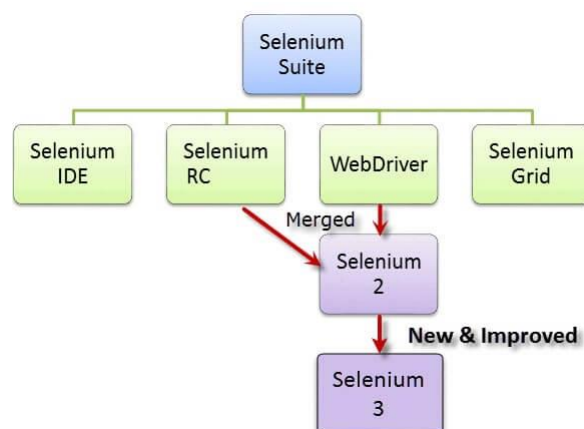 Selenium
Suite
Selenium
IDE
Selenium
RC
WebDriver
Selenium
Grid
Merged
Selenium
2
New & Improved
Selenium
3